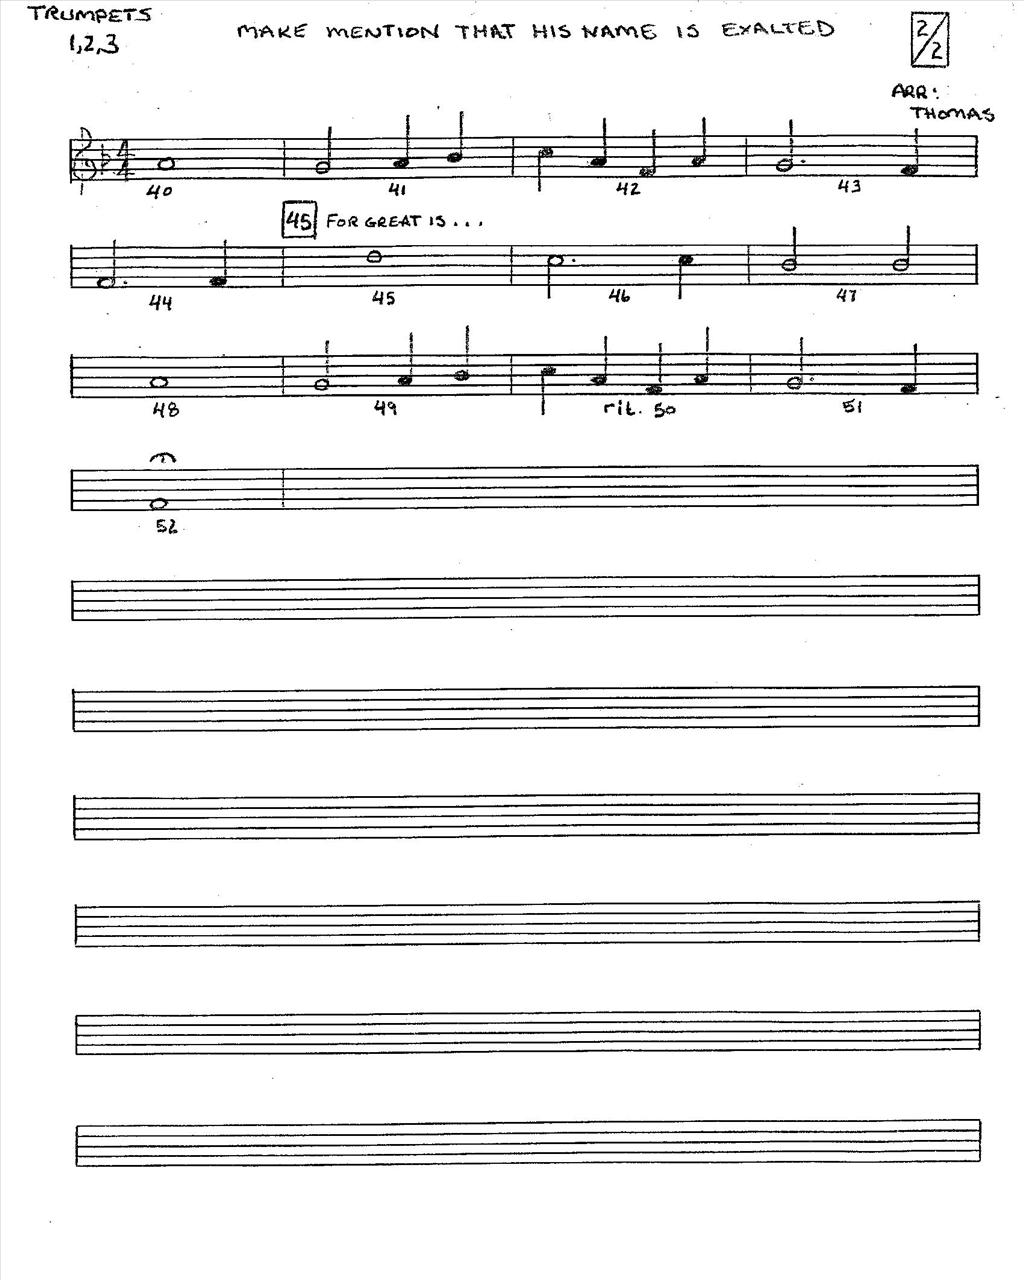 TRUMPETS
1,2,3
MAKE MENTION THAT HIS NAME IS EXALTED
2/2
ARR:
THOMAS
4
4
40 41 42 43
45 FOR GREAT IS...
44 45 46 47
48 49 rit. 50 51
52